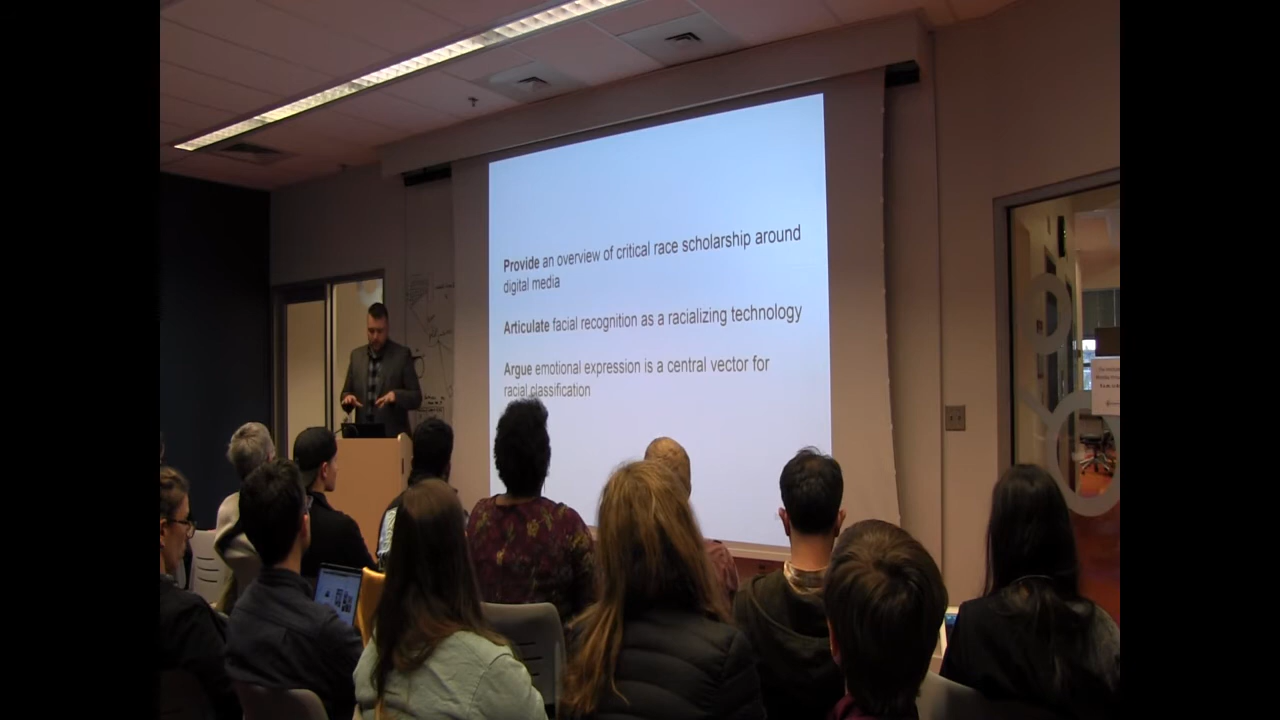 Provide an overview of critical race scholarship around
digital media
Articulate facial recognition as a racializing technology
Argue emotional expression is a central vector for
racial classification